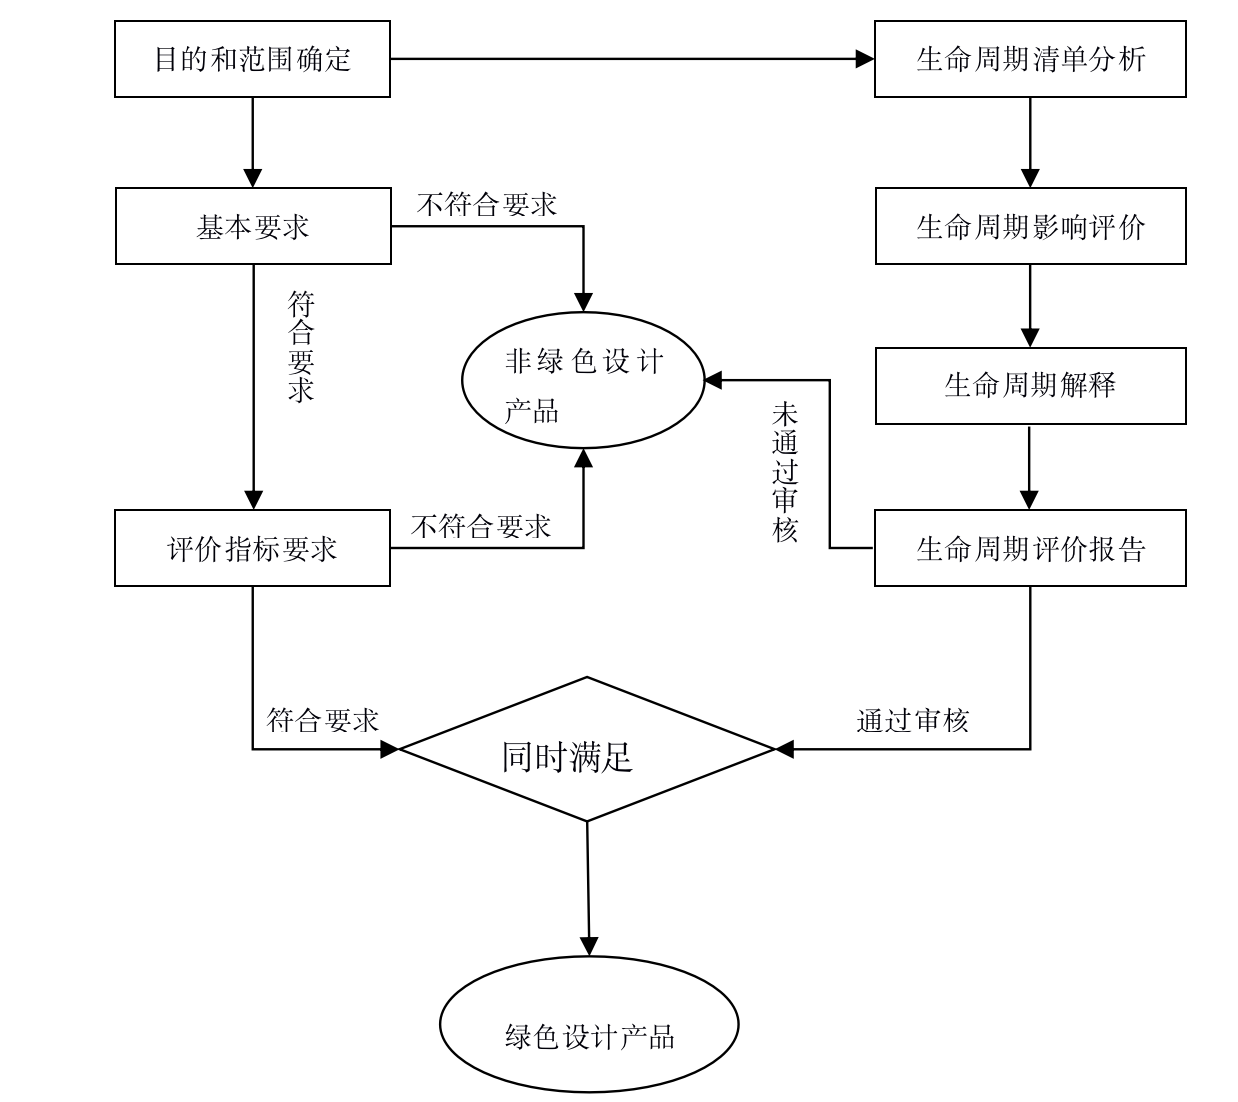 目的和范围确定
生命周期清单分析
基本要求
不符合要求
生命周期影响评价
符合要求
非绿色设计
产品
生命周期解释
未通过审核
评价指标要求
不符合要求
生命周期评价报告
符合要求
同时满足
通过审核
绿色设计产品